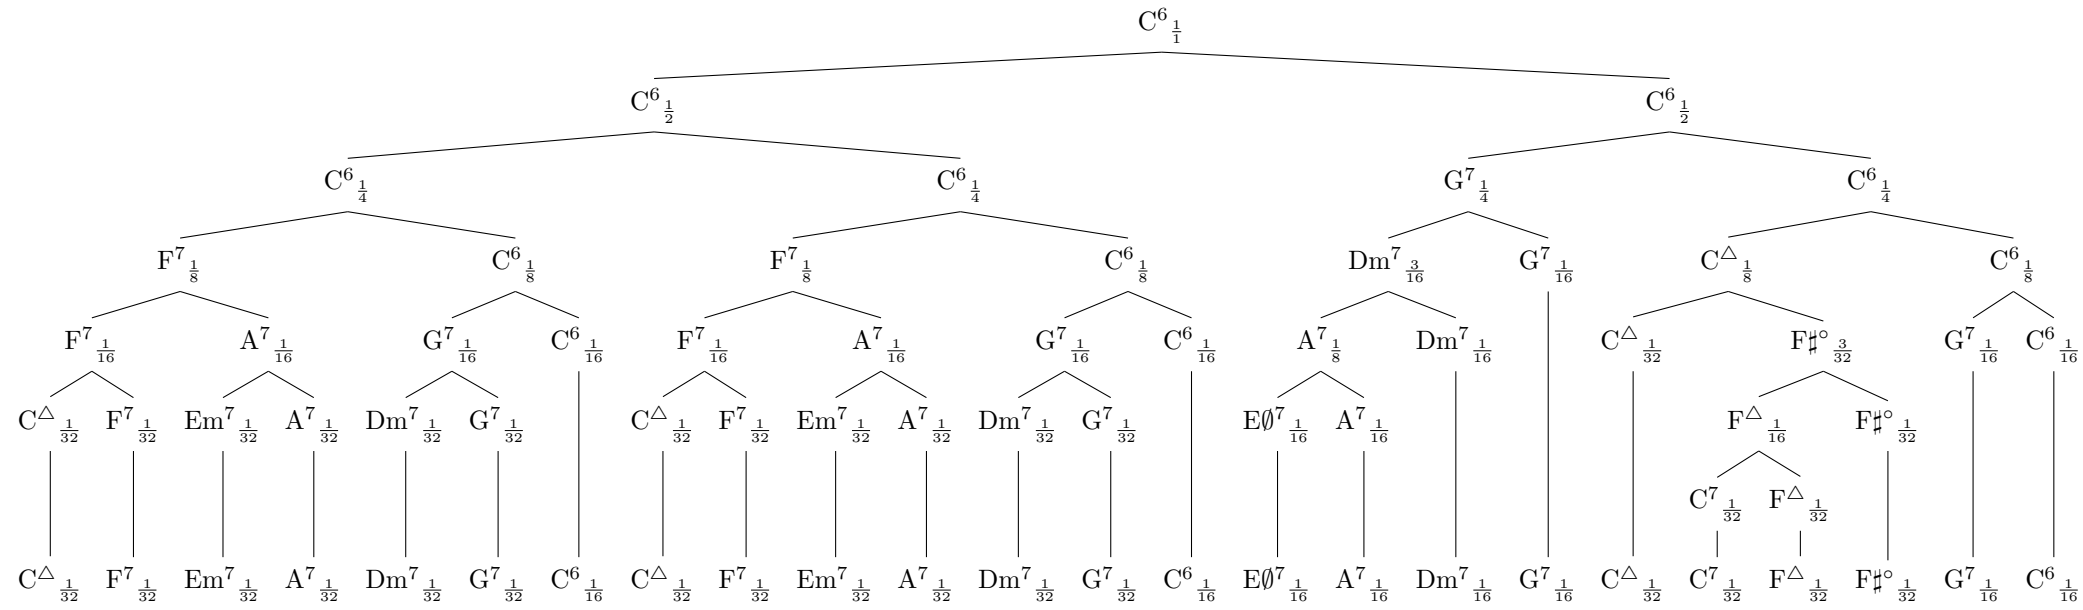 C⁶ 1/1
C⁶ 1/2 C⁶ 1/2
C⁶ 1/4 C⁶ 1/4 G⁷ 1/4 C⁶ 1/4
F⁷ 1/8 C⁶ 1/8 F⁷ 1/8 C⁶ 1/8 Dm⁷ 3/16 G⁷ 1/16 C△ 1/8 C⁶ 1/8
F⁷ 1/16 A⁷ 1/16 G⁷ 1/16 C⁶ 1/16 F⁷ 1/16 A⁷ 1/16 G⁷ 1/16 C⁶ 1/16 A⁷ 1/8 Dm⁷ 1/16 C△ 1/32 F♯° 3/32 G⁷ 1/16 C⁶ 1/16
C△ 1/32 F⁷ 1/32 Em⁷ 1/32 A⁷ 1/32 Dm⁷ 1/32 G⁷ 1/32 C△ 1/32 F⁷ 1/32 Em⁷ 1/32 A⁷ 1/32 Dm⁷ 1/32 G⁷ 1/32 E∅⁷ 1/16 A⁷ 1/16 F△ 1/16 F♯° 1/32
C⁷ 1/32 F△ 1/32
C△ 1/32 F⁷ 1/32 Em⁷ 1/32 A⁷ 1/32 Dm⁷ 1/32 G⁷ 1/32 C⁶ 1/16 C△ 1/32 F⁷ 1/32 Em⁷ 1/32 A⁷ 1/32 Dm⁷ 1/32 G⁷ 1/32 C⁶ 1/16 E∅⁷ 1/16 A⁷ 1/16 Dm⁷ 1/16 G⁷ 1/16 C△ 1/32 C⁷ 1/32 F△ 1/32 F♯° 1/32 G⁷ 1/16 C⁶ 1/16